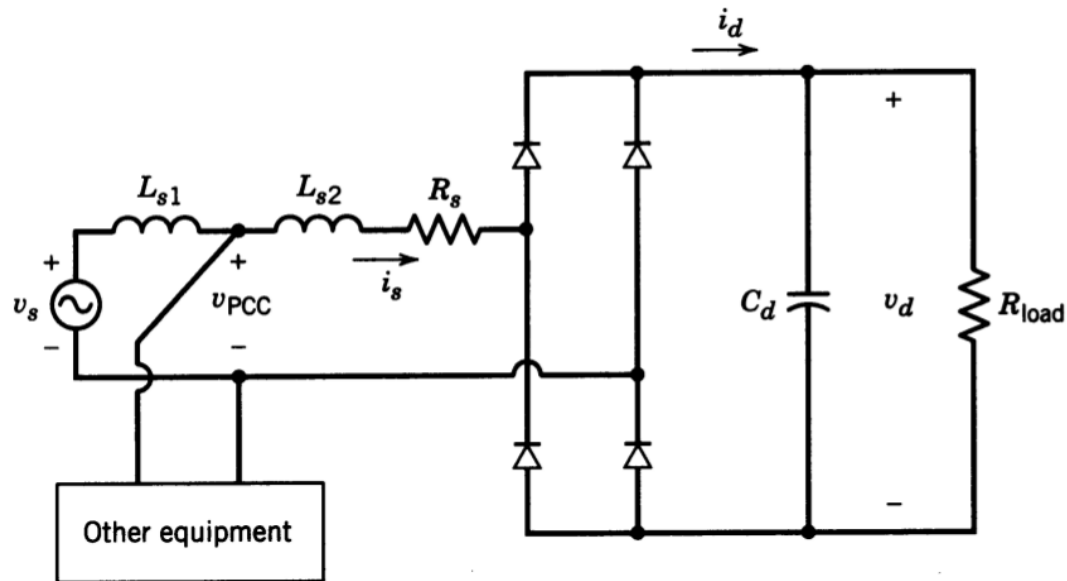 i_d
+
L_s1
L_s2
R_s
+
+
v_s
v_PCC
i_s
C_d
v_d
R_load
−
−
−
Other equipment